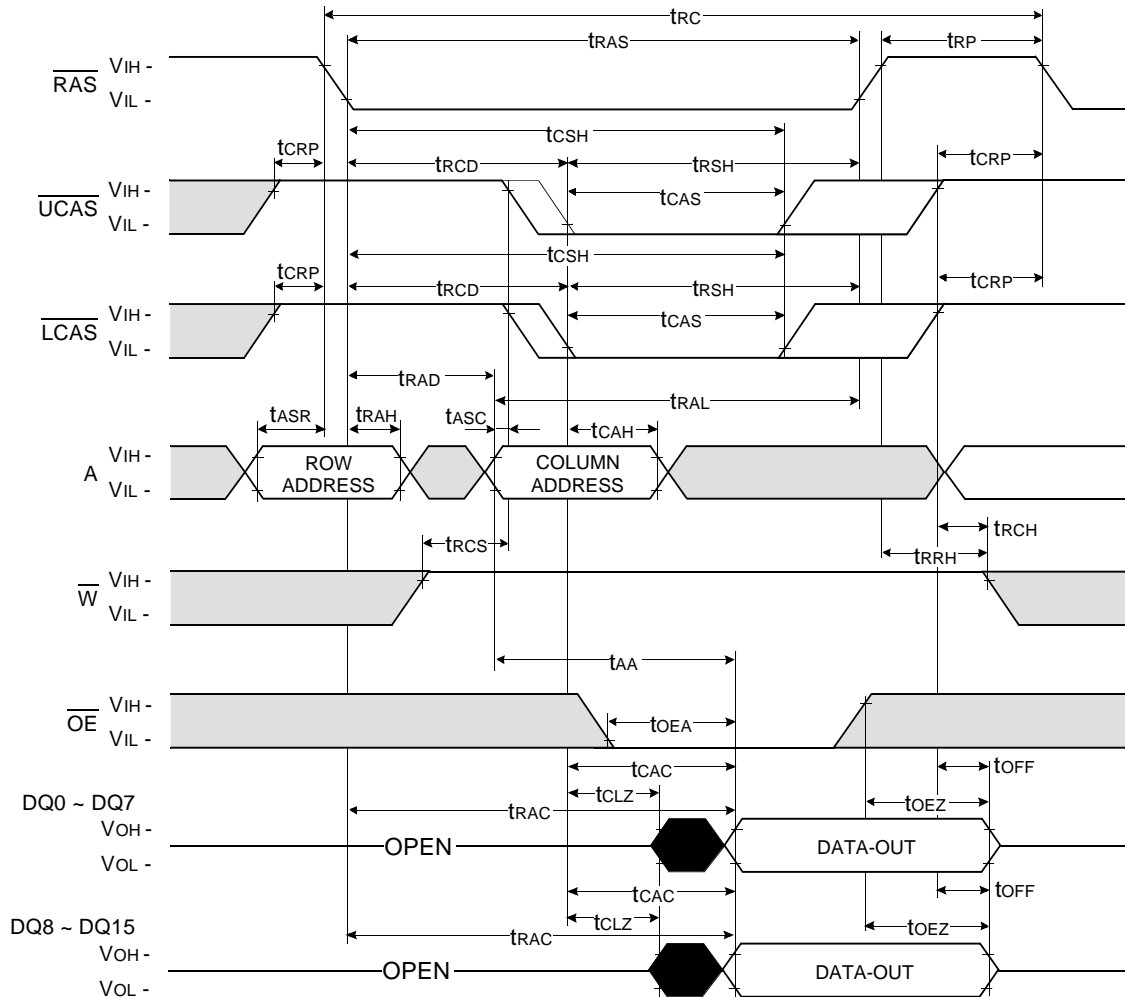 tRC
tRAS
tRP
RAS
VIH -
VIL -
tCSH
tCRP
tRCD
tRSH
tCRP
UCAS
VIH -
VIL -
tCAS
tCSH
tCRP
tRCD
tRSH
tCRP
LCAS
VIH -
VIL -
tCAS
tRAD
tRAL
tASR
tRAH
tASC
tCAH
A
VIH -
VIL -
ROW
ADDRESS
COLUMN
ADDRESS
tRCS
tRCH
tRRH
W
VIH -
VIL -
tAA
OE
VIH -
VIL -
tOEA
tCAC
tOFF
tCLZ
tOEZ
DQ0 ~ DQ7
tRAC
VOH -
VOL -
OPEN
DATA-OUT
tCAC
tOFF
tCLZ
tOEZ
DQ8 ~ DQ15
tRAC
VOH -
VOL -
OPEN
DATA-OUT